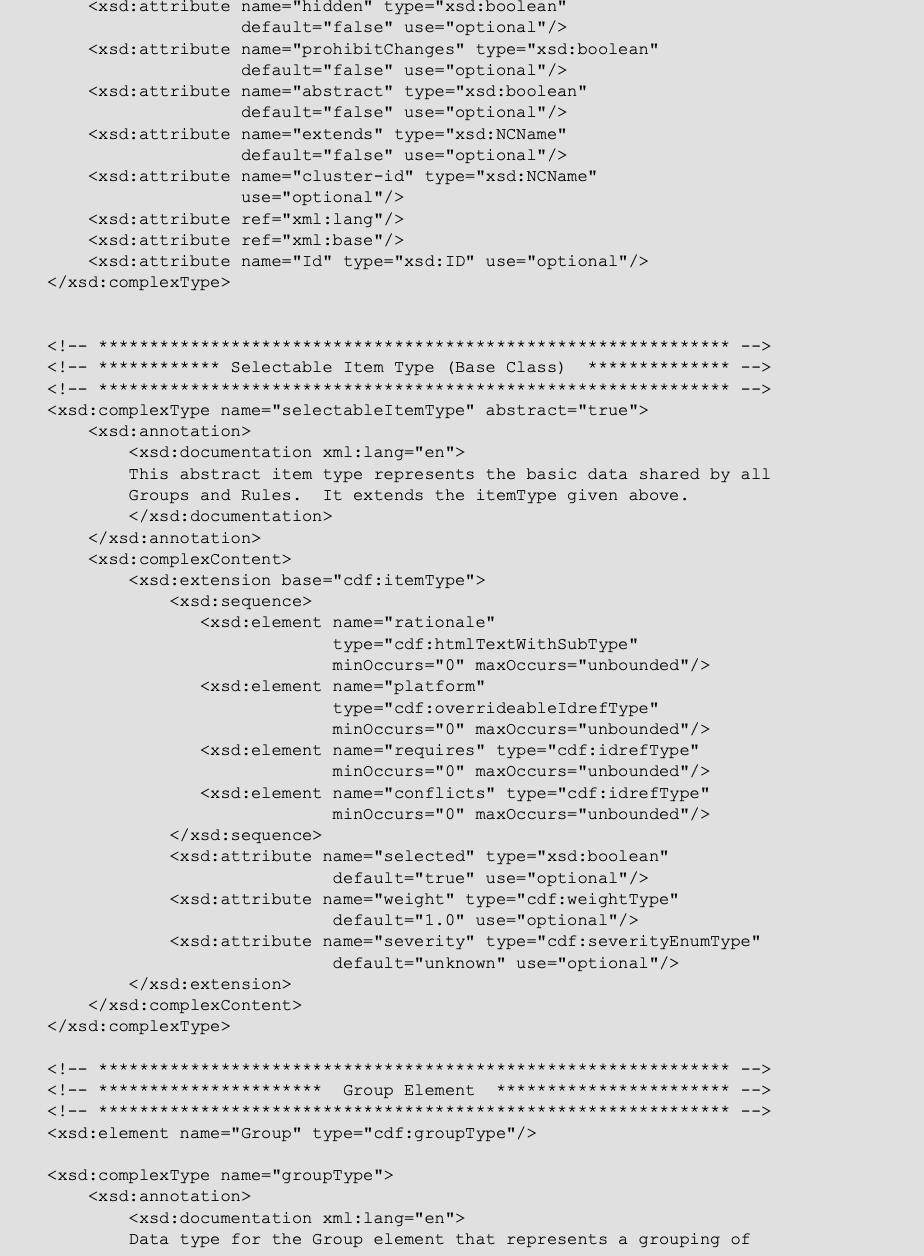 <xsd:attribute name="hidden" type="xsd:boolean"
default="false" use="optional"/>
<xsd:attribute name="prohibitChanges" type="xsd:boolean"
default="false" use="optional"/>
<xsd:attribute name="abstract" type="xsd:boolean"
default="false" use="optional"/>
<xsd:attribute name="extends" type="xsd:NCName"
default="false" use="optional"/>
<xsd:attribute name="cluster-id" type="xsd:NCName"
use="optional"/>
<xsd:attribute ref="xml:lang"/>
<xsd:attribute ref="xml:base"/>
<xsd:attribute name="Id" type="xsd:ID" use="optional"/>
</xsd:complexType>
<!-- ************************************************************** -->
<!-- ************ Selectable Item Type (Base Class)  ************** -->
<!-- ************************************************************** -->
<xsd:complexType name="selectableItemType" abstract="true">
<xsd:annotation>
<xsd:documentation xml:lang="en">
This abstract item type represents the basic data shared by all
Groups and Rules.  It extends the itemType given above.
</xsd:documentation>
</xsd:annotation>
<xsd:complexContent>
<xsd:extension base="cdf:itemType">
<xsd:sequence>
<xsd:element name="rationale"
type="cdf:htmlTextWithSubType"
minOccurs="0" maxOccurs="unbounded"/>
<xsd:element name="platform"
type="cdf:overrideableIdrefType"
minOccurs="0" maxOccurs="unbounded"/>
<xsd:element name="requires" type="cdf:idrefType"
minOccurs="0" maxOccurs="unbounded"/>
<xsd:element name="conflicts" type="cdf:idrefType"
minOccurs="0" maxOccurs="unbounded"/>
</xsd:sequence>
<xsd:attribute name="selected" type="xsd:boolean"
default="true" use="optional"/>
<xsd:attribute name="weight" type="cdf:weightType"
default="1.0" use="optional"/>
<xsd:attribute name="severity" type="cdf:severityEnumType"
default="unknown" use="optional"/>
</xsd:extension>
</xsd:complexContent>
</xsd:complexType>
<!-- ************************************************************** -->
<!-- **********************  Group Element  *********************** -->
<!-- ************************************************************** -->
<xsd:element name="Group" type="cdf:groupType"/>
<xsd:complexType name="groupType">
<xsd:annotation>
<xsd:documentation xml:lang="en">
Data type for the Group element that represents a grouping of